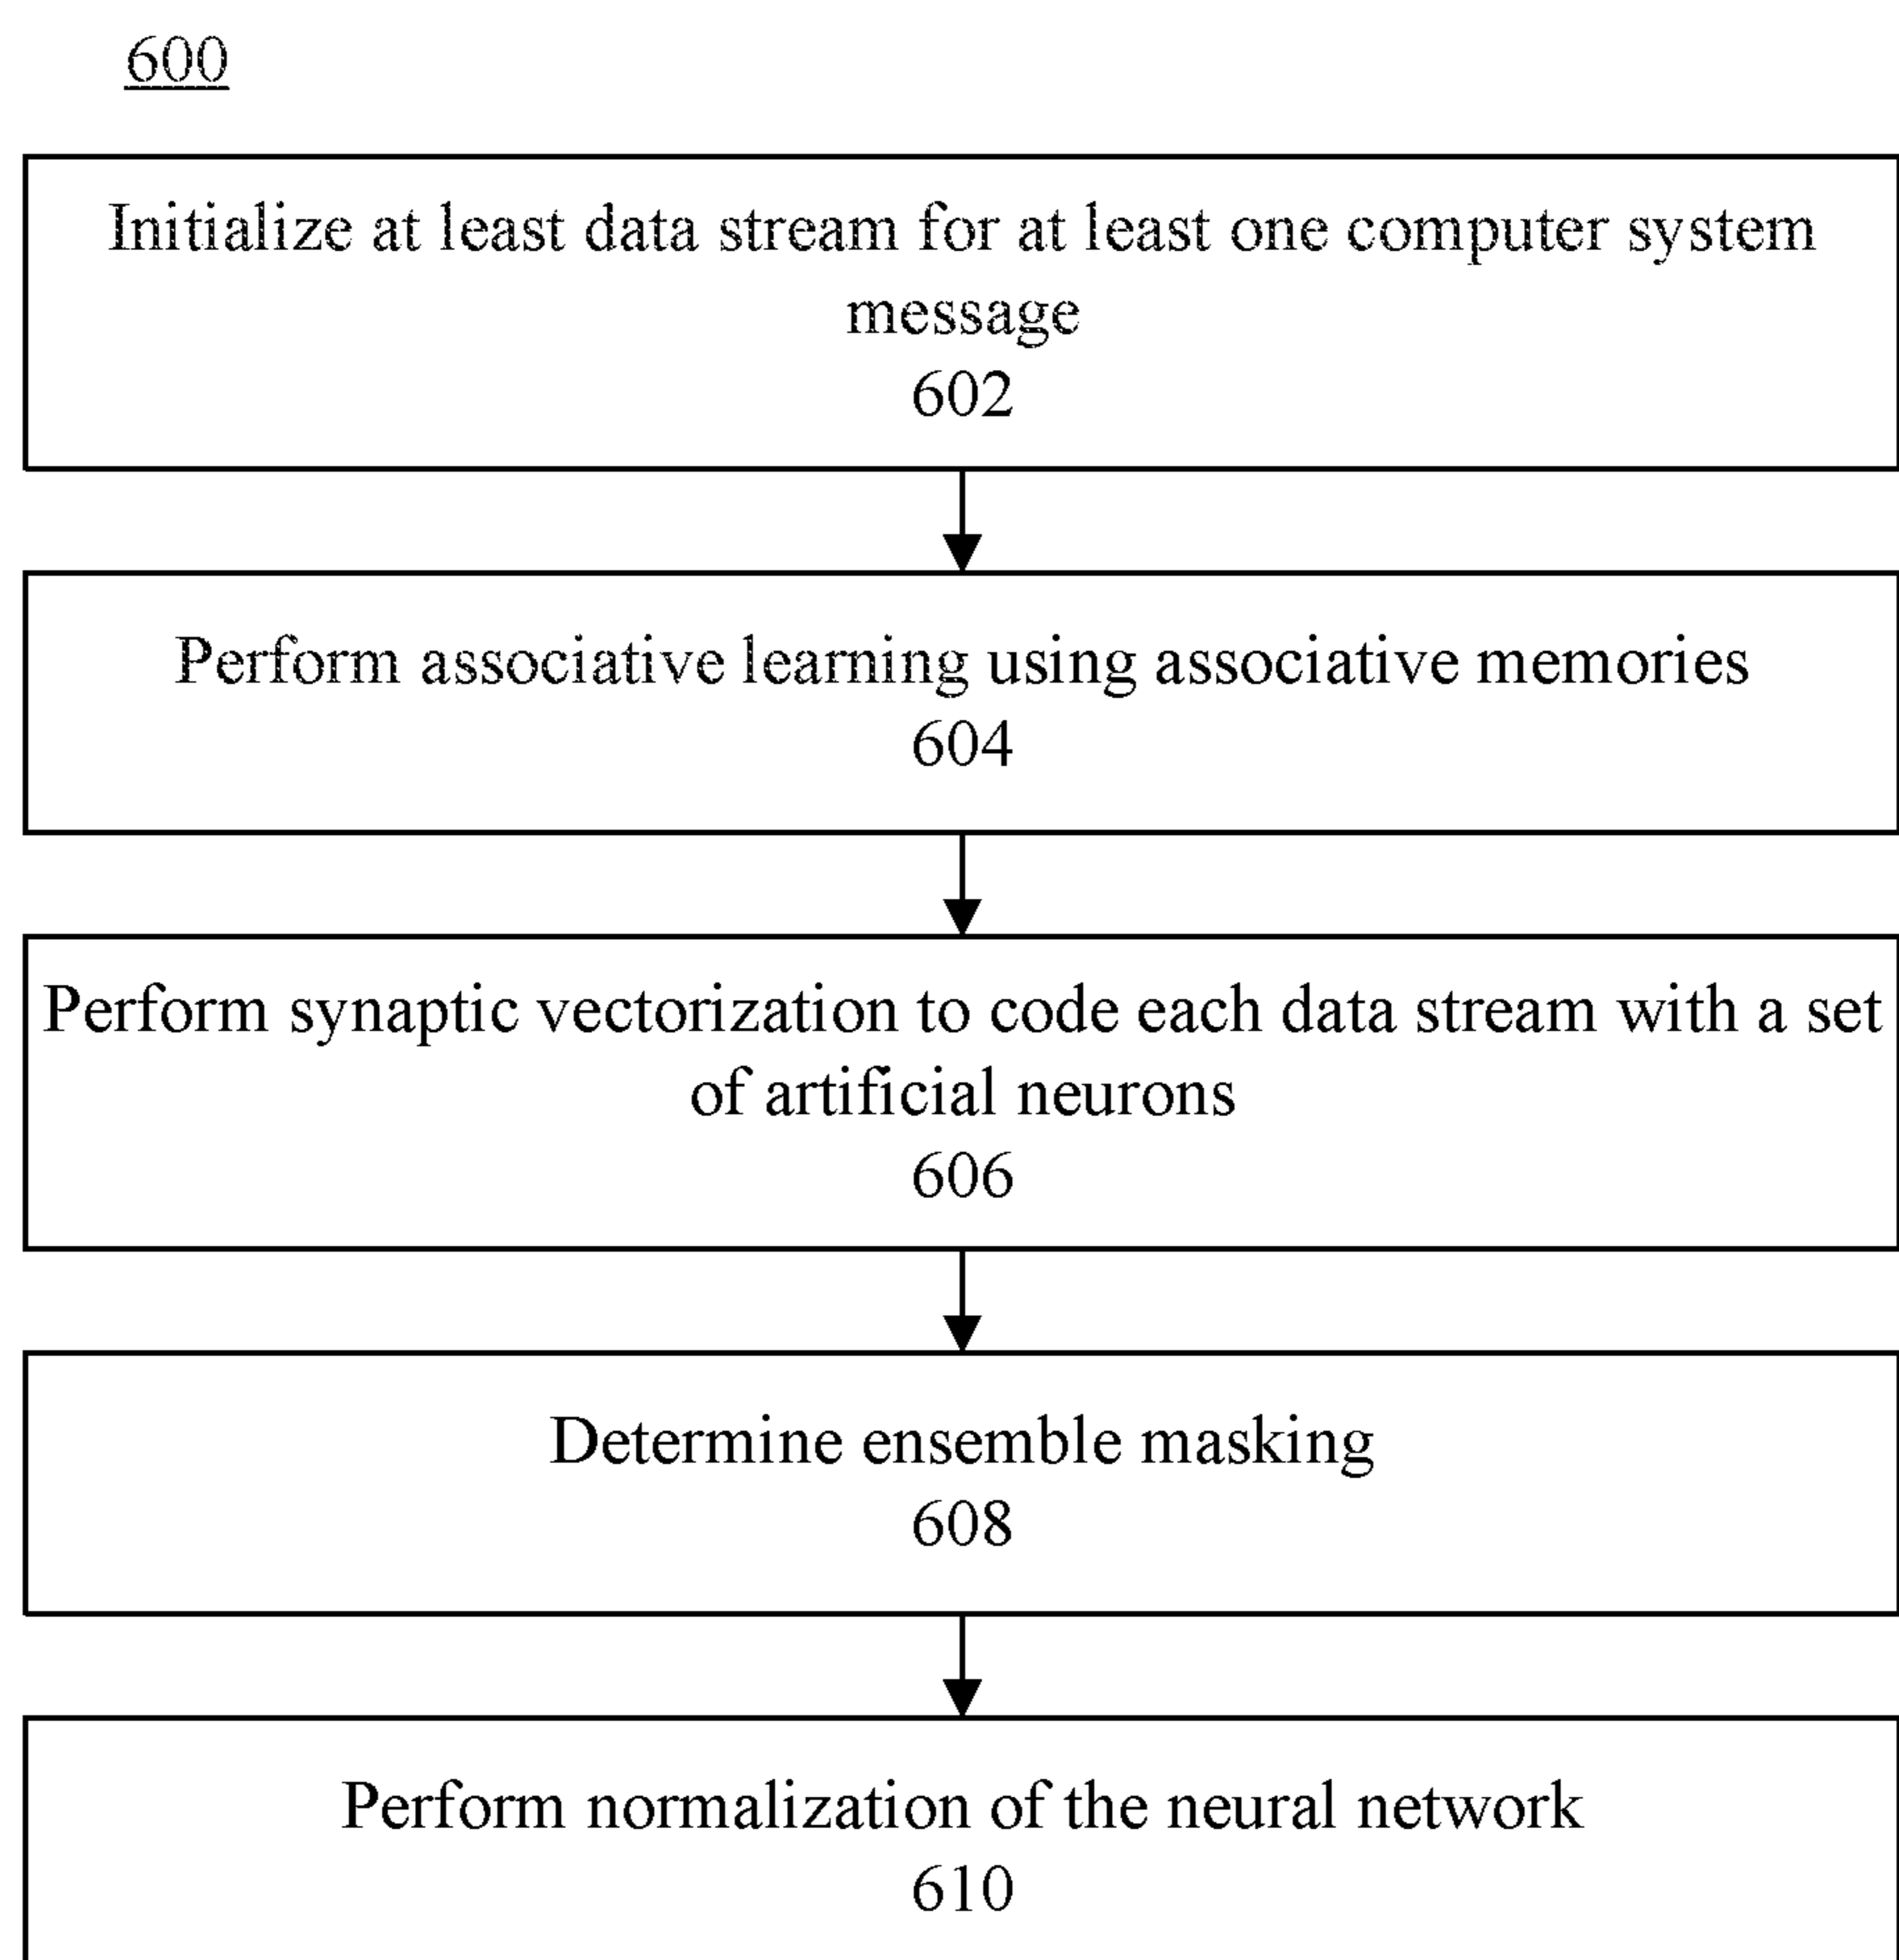 600
Initialize at least data stream for at least one computer system
message
602
Perform associative learning using associative memories
604
Perform synaptic vectorization to code each data stream with a set
of artificial neurons
606
Determine ensemble masking
608
Perform normalization of the neural network
610